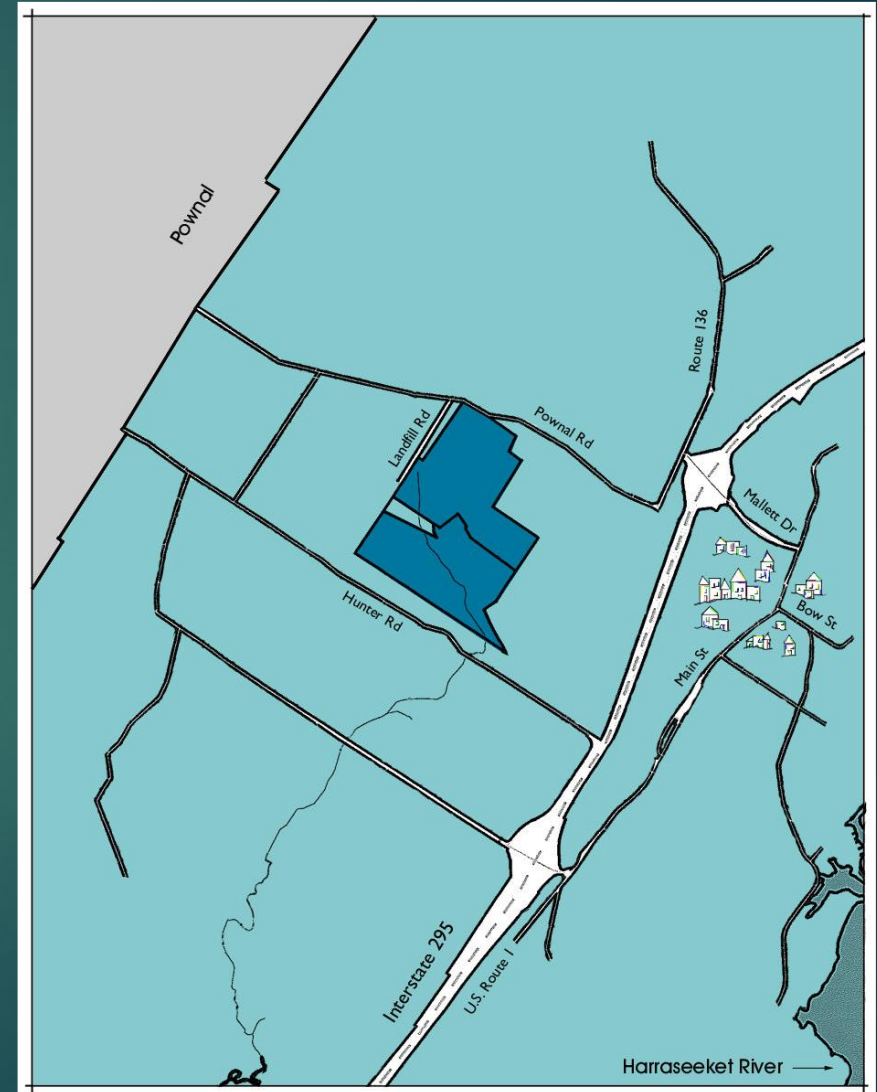 Pownal
Route 136
Landfill Rd
Pownal Rd
Mallett Dr
Hunter Rd
Bow St
Main St
Interstate 295
U.S. Route 1
Harraseeket River